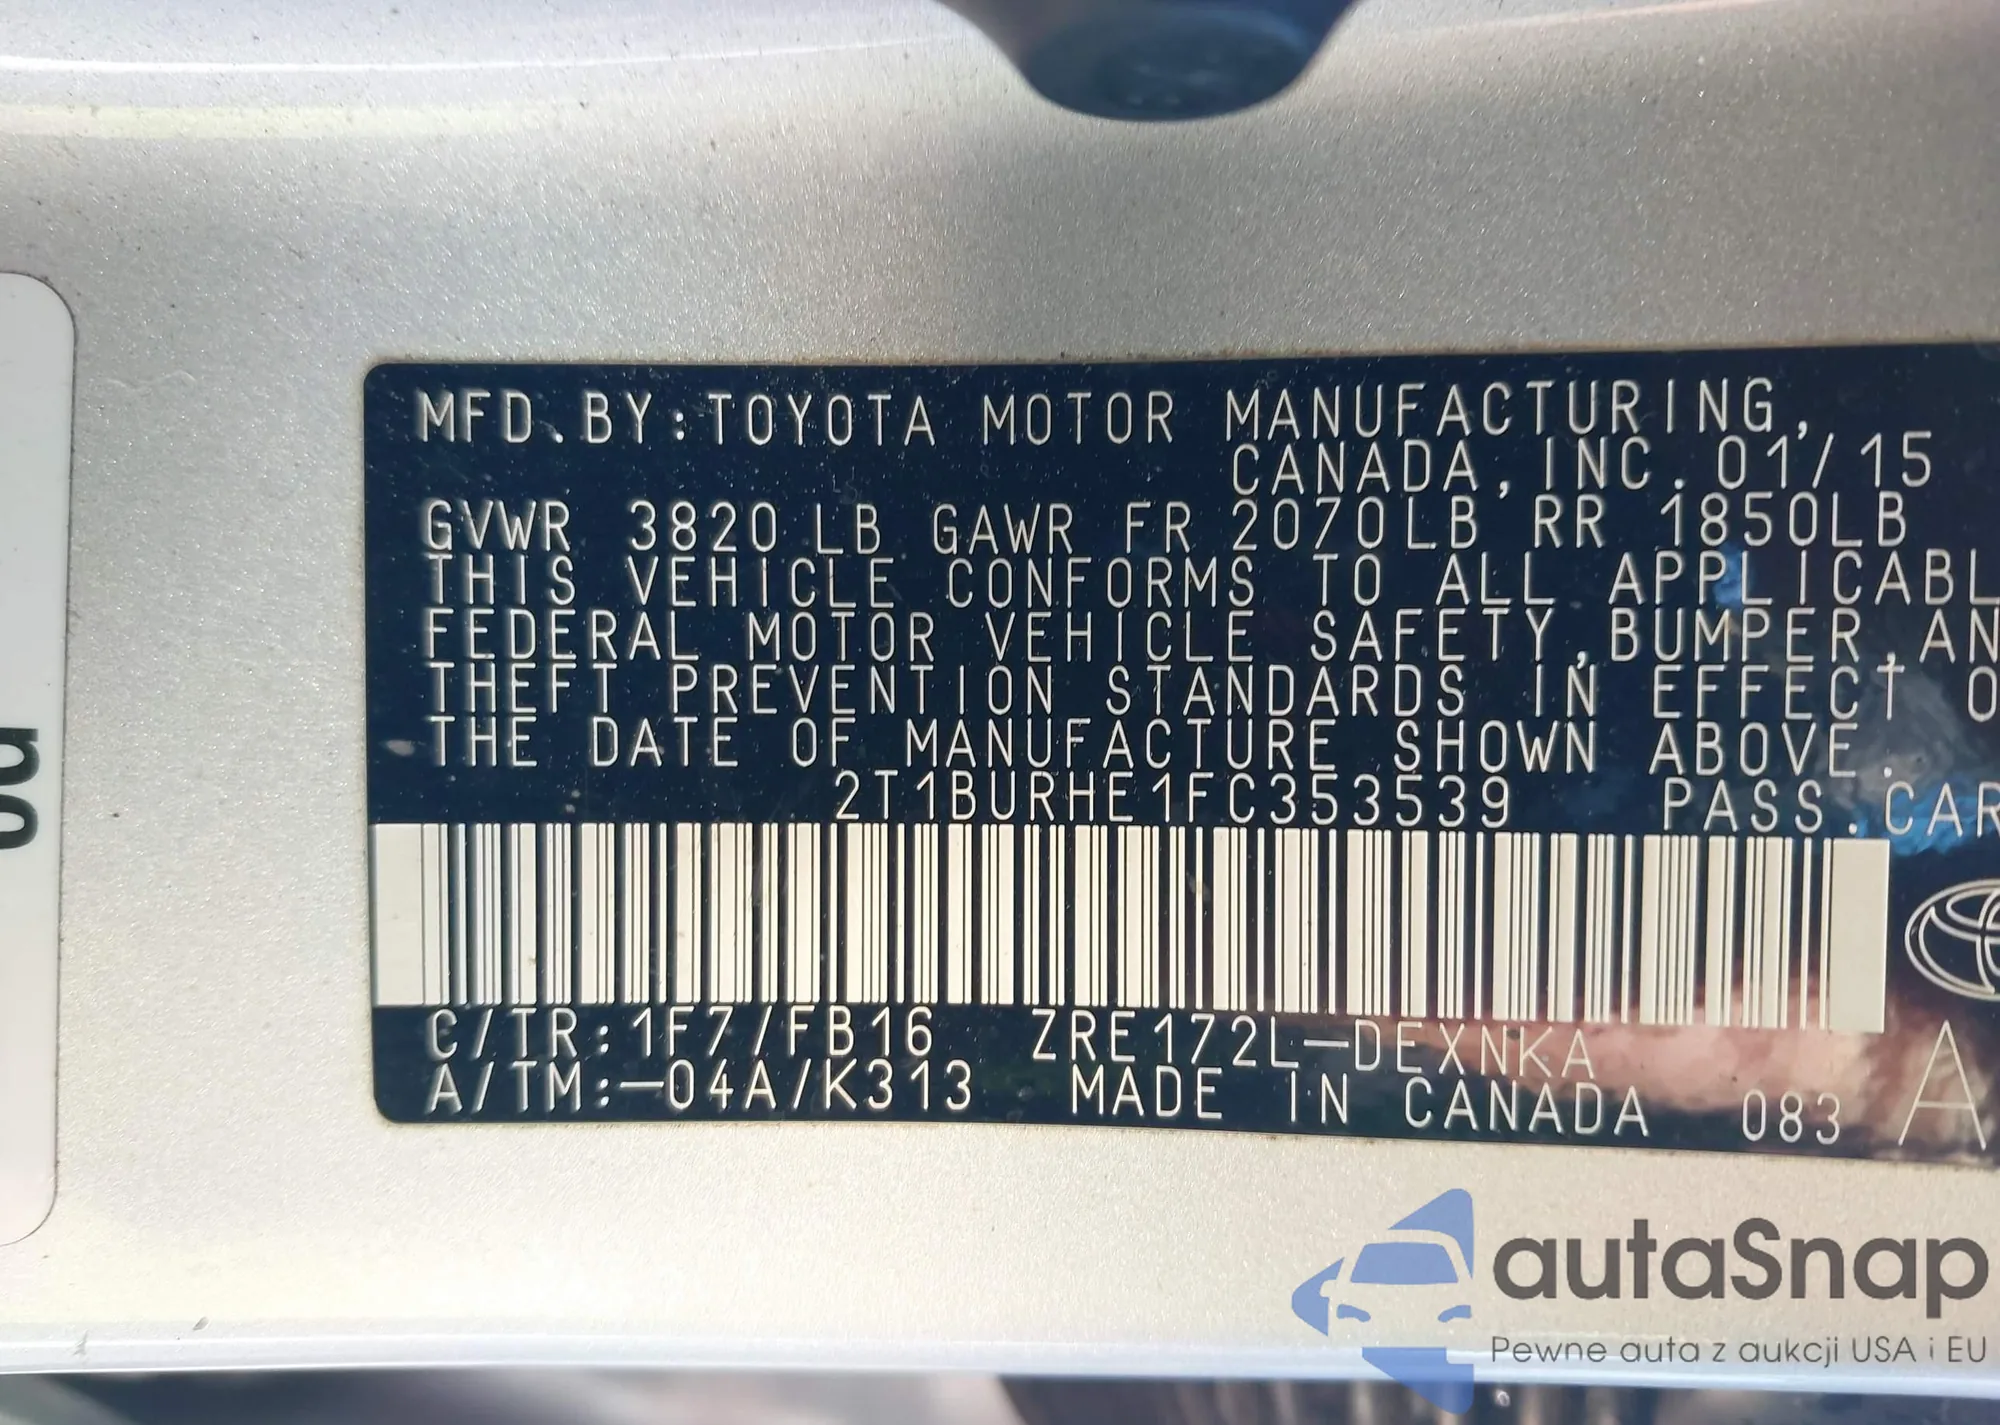 MFD.BY:TOYOTA MOTOR MANUFACTURING,
CANADA,INC. 01/15
GVWR 3820 LB GAWR FR 2070LB RR 1850LB
THIS VEHICLE CONFORMS TO ALL APPLICABL
FEDERAL MOTOR VEHICLE SAFETY,BUMPER,AN
THEFT PREVENTION STANDARDS IN EFFECT O
THE DATE OF MANUFACTURE SHOWN ABOVE.
2T1BURHE1FC353539 PASS.CAR
C/TR:1F7/FB16 ZRE172L-DEXNKA
A/TM:-04A/K313 MADE IN CANADA 083 A
autaSnap
Pewne auta z aukcji USA i EU